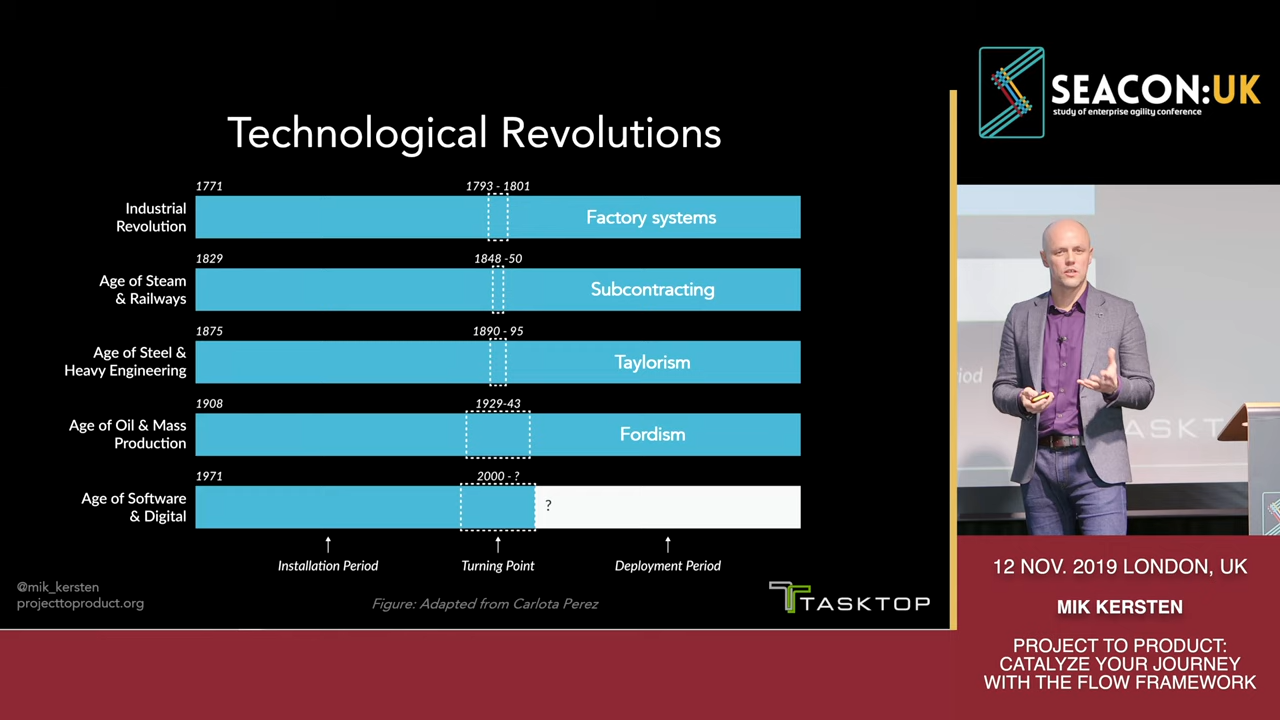 Technological Revolutions
1771
1793 - 1801
Industrial
Revolution
Factory systems
1829
1848 -50
Age of Steam
& Railways
Subcontracting
1875
1890 - 95
Age of Steel &
Heavy Engineering
Taylorism
1908
1929-43
Age of Oil & Mass
Production
Fordism
1971
2000 - ?
Age of Software
& Digital
?
Installation Period
Turning Point
Deployment Period
@mik_kersten
projecttoproduct.org
Figure: Adapted from Carlota Perez
TASKTOP
SEACON:UK
study of enterprise agility conference
iod
ASKT
12 NOV. 2019 LONDON, UK
MIK KERSTEN
PROJECT TO PRODUCT:
CATALYZE YOUR JOURNEY
WITH THE FLOW FRAMEWORK